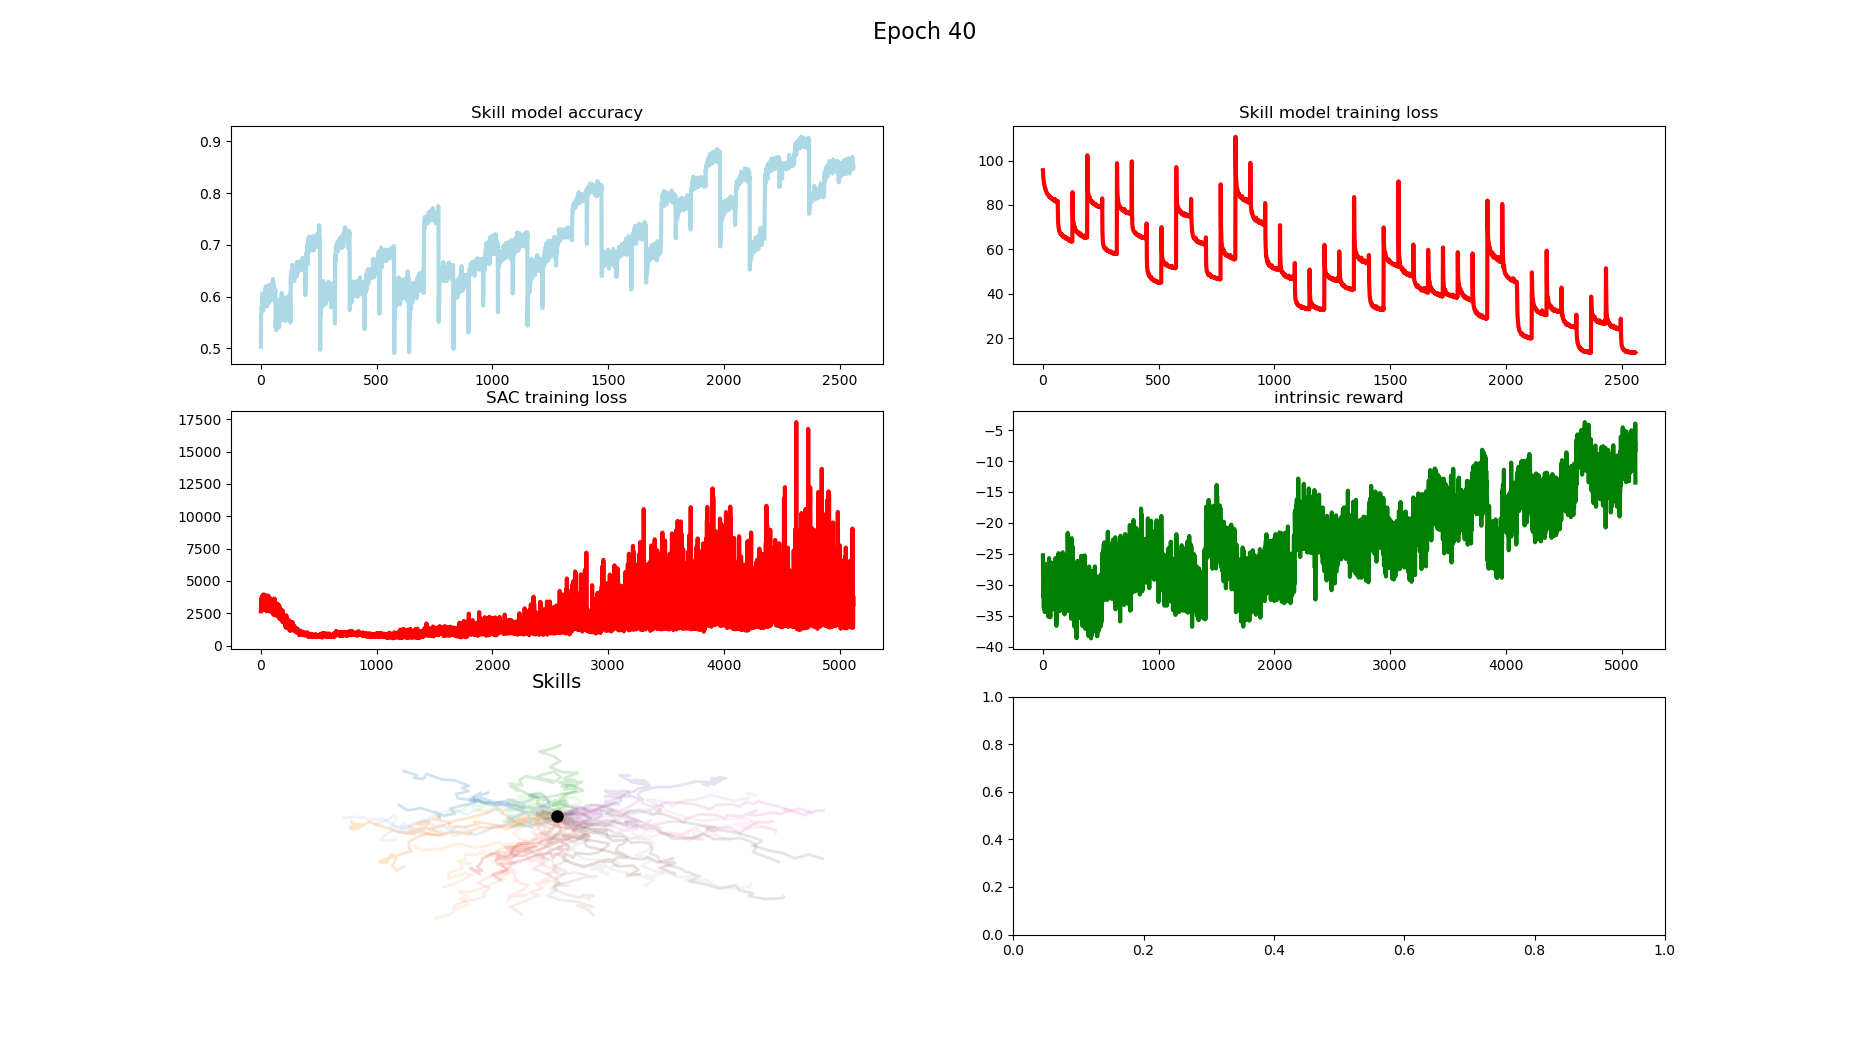 Epoch 40
Skill model accuracy
0.9
0.8
0.7
0.6
0.5
0 500 1000 1500 2000 2500
Skill model training loss
100
80
60
40
20
0 500 1000 1500 2000 2500
SAC training loss
17500
15000
12500
10000
7500
5000
2500
0
0 1000 2000 3000 4000 5000
intrinsic reward
−5
−10
−15
−20
−25
−30
−35
−40
0 1000 2000 3000 4000 5000
Skills
1.0
0.8
0.6
0.4
0.2
0.0
0.0 0.2 0.4 0.6 0.8 1.0